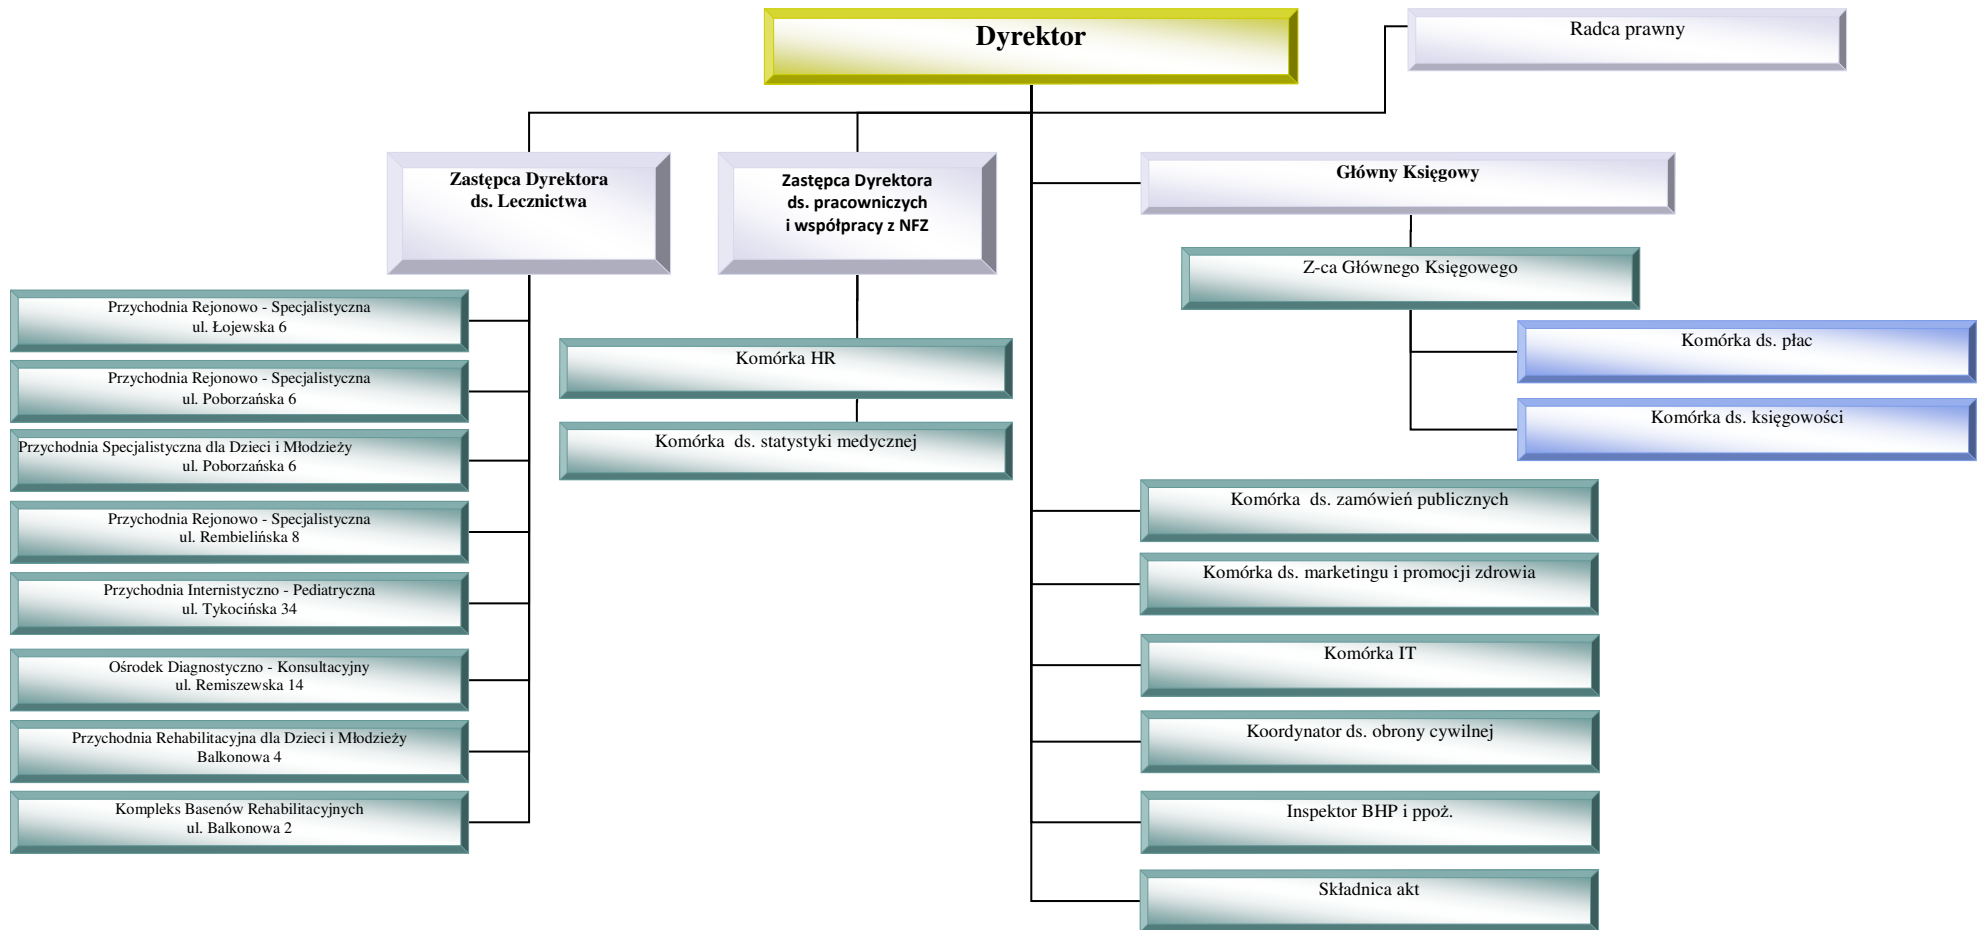 Dyrektor
Radca prawny
Zastępca Dyrektora
ds. Lecznictwa
Zastępca Dyrektora
ds. pracowniczych
i współpracy z NFZ
Główny Księgowy
Z-ca Głównego Księgowego
Komórka ds. płac
Komórka ds. księgowości
Przychodnia Rejonowo - Specjalistyczna
ul. Łojewska 6
Przychodnia Rejonowo - Specjalistyczna
ul. Poborzańska 6
Przychodnia Specjalistyczna dla Dzieci i Młodzieży
ul. Poborzańska 6
Przychodnia Rejonowo - Specjalistyczna
ul. Rembielińska 8
Przychodnia Internistyczno - Pediatryczna
ul. Tykocińska 34
Ośrodek Diagnostyczno - Konsultacyjny
ul. Remiszewska 14
Przychodnia Rehabilitacyjna dla Dzieci i Młodzieży
Balkonowa 4
Kompleks Basenów Rehabilitacyjnych
ul. Balkonowa 2
Komórka HR
Komórka ds. statystyki medycznej
Komórka ds. zamówień publicznych
Komórka ds. marketingu i promocji zdrowia
Komórka IT
Koordynator ds. obrony cywilnej
Inspektor BHP i ppoż.
Składnica akt